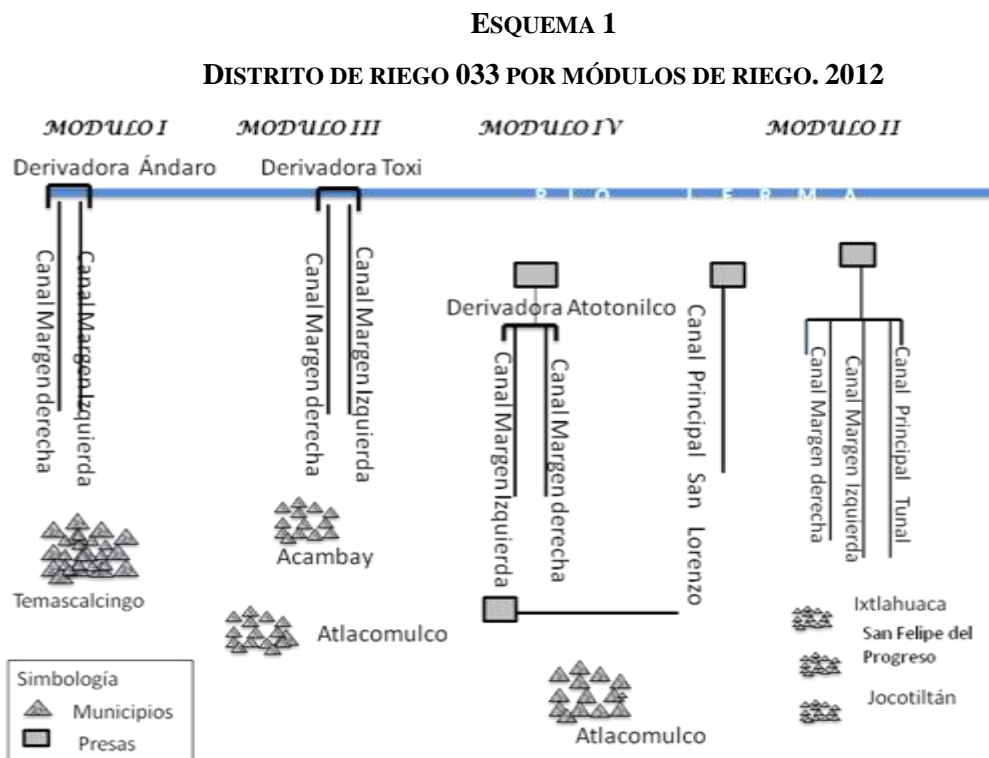 ESQUEMA 1
DISTRITO DE RIEGO 033 POR MÓDULOS DE RIEGO. 2012
MODULO I
MODULO III
MODULO IV
MODULO II
Derivadora Ándaro
Derivadora Toxi
RIO LERMA
Canal Margen derecha
Canal Margen Izquierda
Canal Margen derecha
Canal Margen Izquierda
Derivadora Atotonilco
Canal Margen Izquierda
Canal Margen derecha
Canal Principal San Lorenzo
Canal Margen derecha
Canal Margen Izquierda
Canal Principal Tunal
Temascalcingo
Acambay
Atlacomulco
Atlacomulco
Ixtlahuaca
San Felipe del
Progreso
Jocotiltán
Simbología
Municipios
Presas